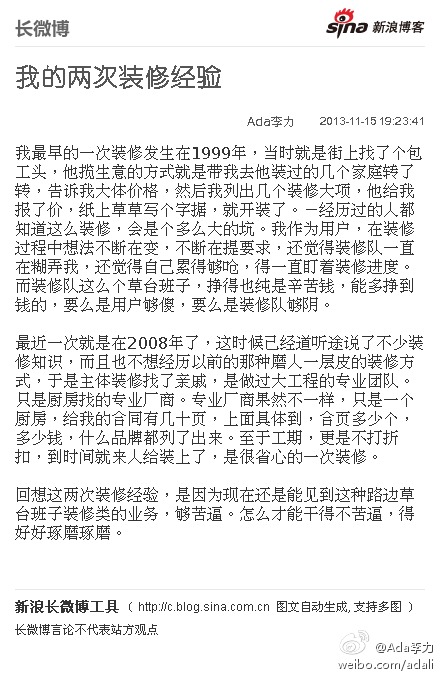 长微博
sina 新浪博客
我的两次装修经验
Ada李力 2013-11-15 19:23:41
我最早的一次装修发生在1999年，当时就是街上找了个包
工头，他揽生意的方式就是带我去他装过的几个家庭转了
转，告诉我大体价格，然后我列出几个装修大项，他给我
报了价，纸上草草写个字据，就开装了。－经历过的人都
知道这么装修，会是个多么大的坑。我作为用户，在装修
过程中想法不断在变，不断在提要求，还觉得装修队一直
在糊弄我，还觉得自己累得够呛，得一直盯着装修进度。
而装修队这么个草台班子，挣得也纯是辛苦钱，能多挣到
钱的，要么是用户够傻，要么是装修队够阴。
最近一次就是在2008年了，这时候已经道听途说了不少装
修知识，而且也不想经历以前的那种磨人一层皮的装修方
式，于是主体装修找了亲戚，是做过大工程的专业团队。
只是厨房找的专业厂商。专业厂商果然不一样，只是一个
厨房，给我的合同有几十页，上面具体到，合页多少个，
多少钱，什么品牌都列了出来。至于工期，更是不打折
扣，到时间就来人给装上了，是很省心的一次装修。
回想这两次装修经验，是因为现在还是能见到这种路边草
台班子装修类的业务，够苦逼。怎么才能干得不苦逼，得
好好琢磨琢磨。
新浪长微博工具（ http://c.blog.sina.com.cn 图文自动生成, 支持多图 ）
长微博言论不代表站方观点
@Ada李力
weibo.com/adali